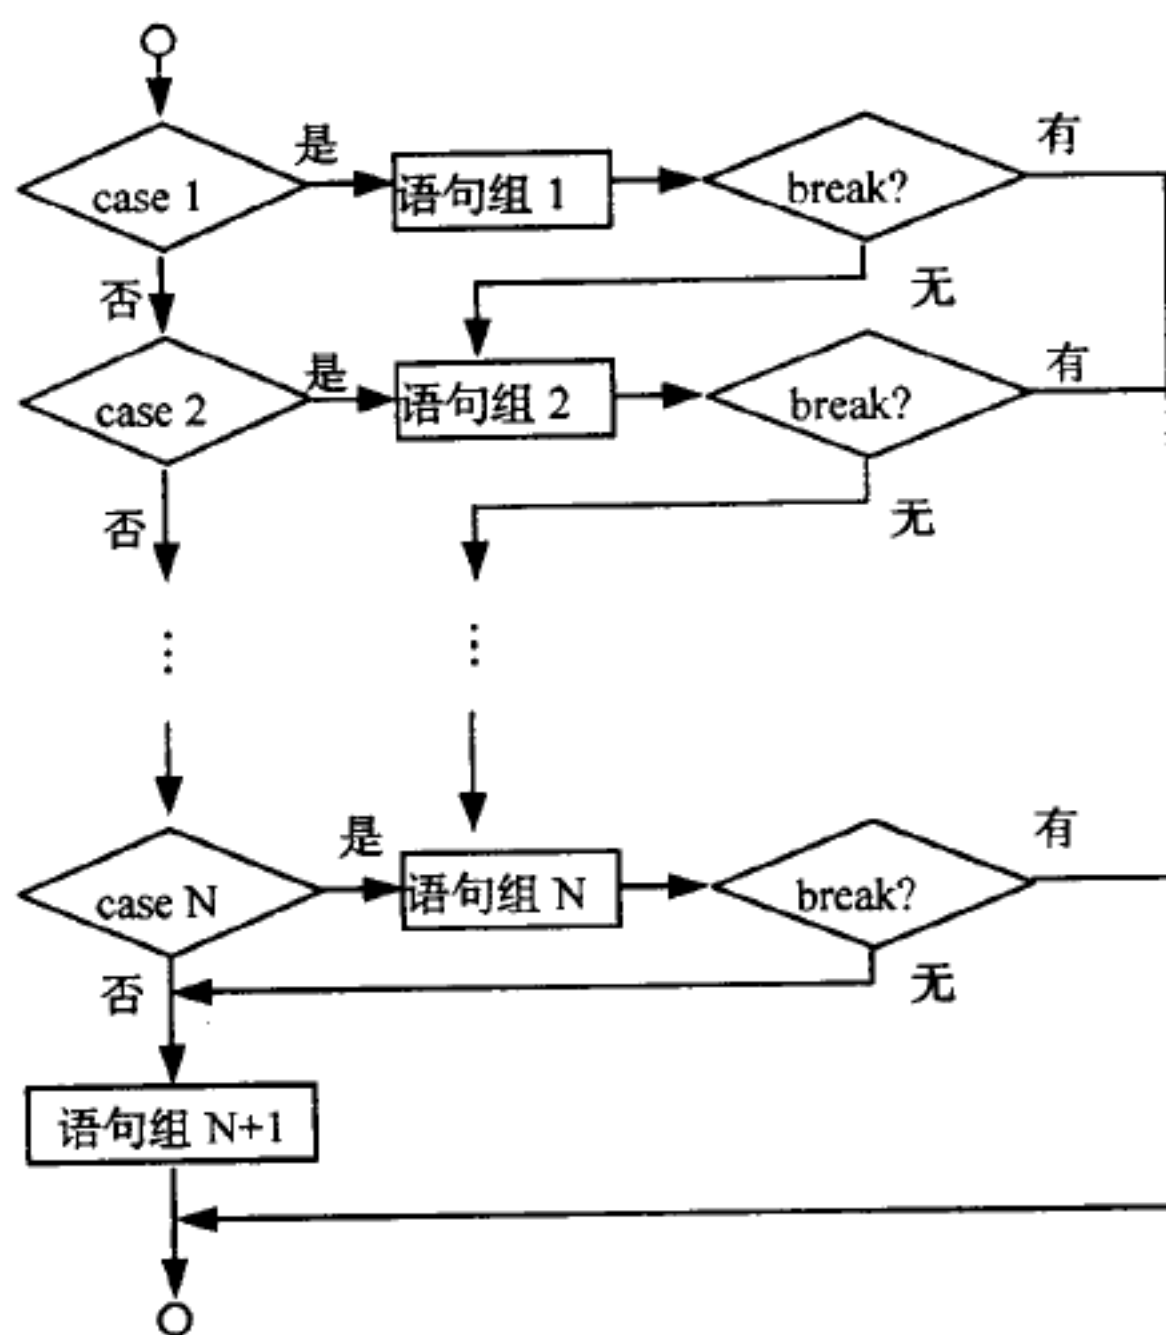 是
case 1
语句组 1
break?
有
否
无
是
case 2
语句组 2
break?
有
否
无
是
case N
语句组 N
break?
有
否
无
语句组 N+1